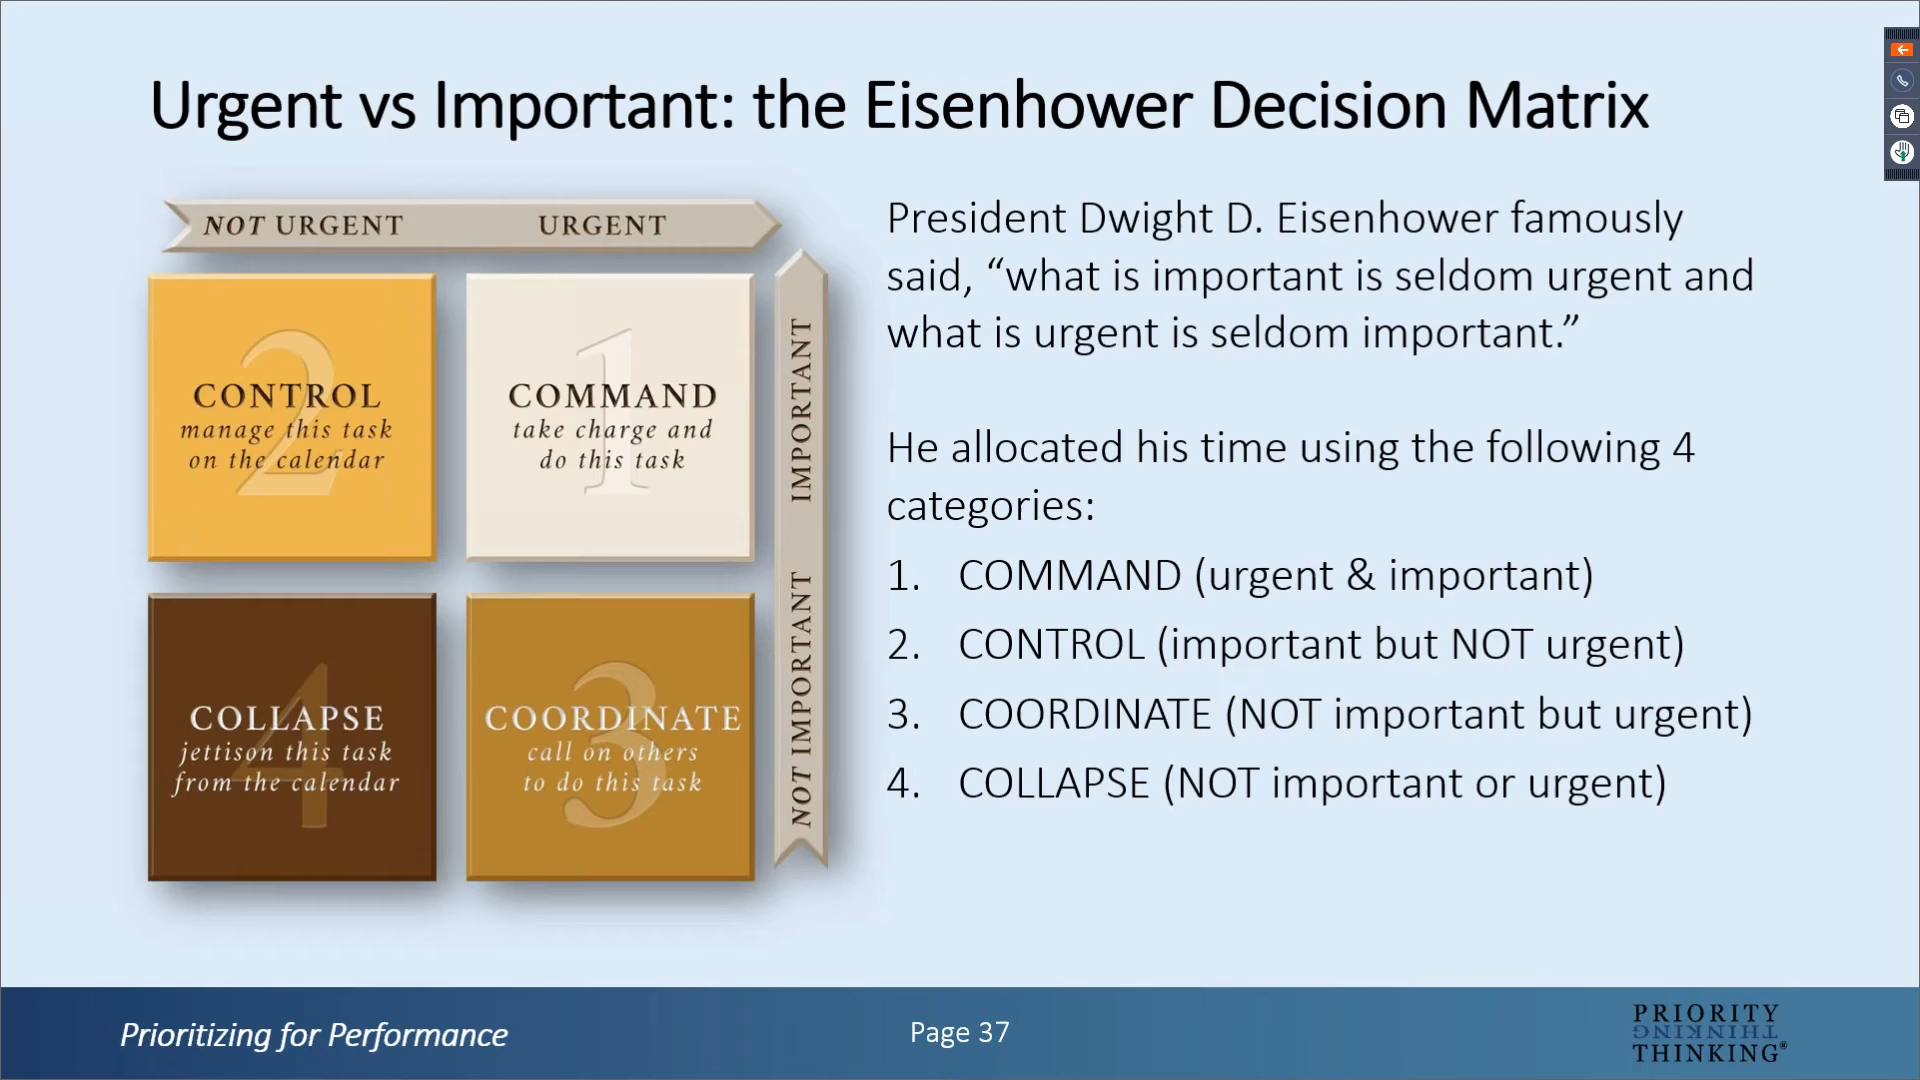 Urgent vs Important: the Eisenhower Decision Matrix
NOT URGENT URGENT
2
CONTROL
manage this task
on the calendar
1
COMMAND
take charge and
do this task
IMPORTANT
4
COLLAPSE
jettison this task
from the calendar
3
COORDINATE
call on others
to do this task
NOT IMPORTANT
President Dwight D. Eisenhower famously
said, “what is important is seldom urgent and
what is urgent is seldom important.”
He allocated his time using the following 4
categories:
1. COMMAND (urgent & important)
2. CONTROL (important but NOT urgent)
3. COORDINATE (NOT important but urgent)
4. COLLAPSE (NOT important or urgent)
Prioritizing for Performance
Page 37
PRIORITY
THINKING
THINKING®